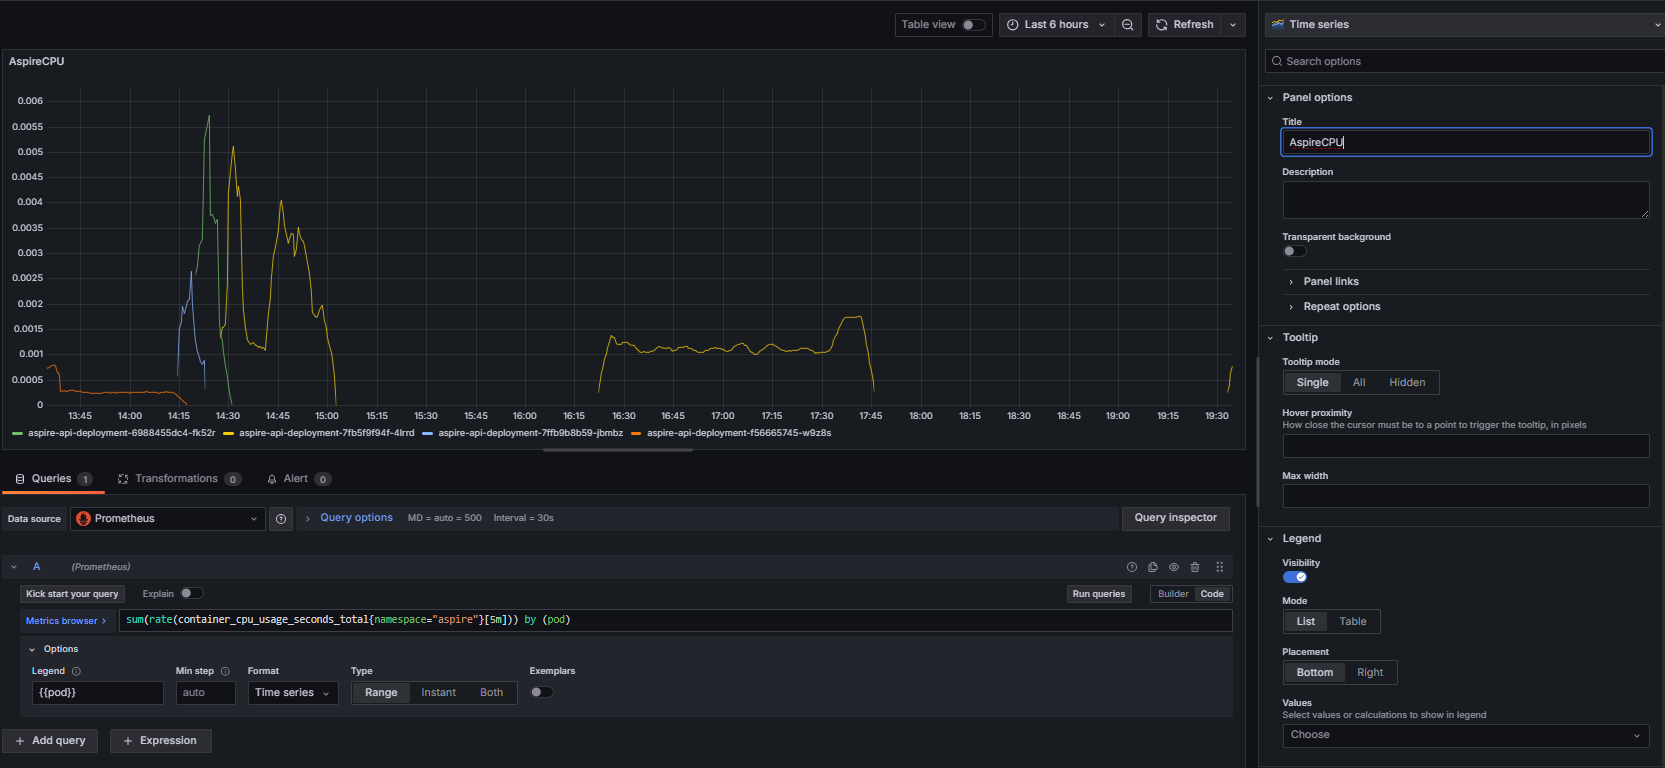 Table view
Last 6 hours
Refresh
Time series
Search options
AspireCPU
0.006
0.0055
0.005
0.0045
0.004
0.0035
0.003
0.0025
0.002
0.0015
0.001
0.0005
0
13:45 14:00 14:15 14:30 14:45 15:00 15:15 15:30 15:45 16:00 16:15 16:30 16:45 17:00 17:15 17:30 17:45 18:00 18:15 18:30 18:45 19:00 19:15 19:30
aspire-api-deployment-6988455dc4-fk52r aspire-api-deployment-7fb5f9f94f-4lrrd aspire-api-deployment-7ffb9b8b59-jbmbz aspire-api-deployment-f56665745-w9z8s
Queries 1 Transformations 0 Alert 0
Data source Prometheus Query options MD = auto = 500 Interval = 30s Query inspector
A (Prometheus)
Kick start your query Explain Run queries Builder Code
Metrics browser > sum(rate(container_cpu_usage_seconds_total{namespace="aspire"}[5m])) by (pod)
Options
Legend Min step Format Type Exemplars
{{pod}} auto Time series Range Instant Both
+ Add query + Expression
Panel options
Title
AspireCPU
Description
Transparent background
Panel links
Repeat options
Tooltip
Tooltip mode
Single All Hidden
Hover proximity
How close the cursor must be to a point to trigger the tooltip, in pixels
Max width
Legend
Visibility
Mode
List Table
Placement
Bottom Right
Values
Select values or calculations to show in legend
Choose